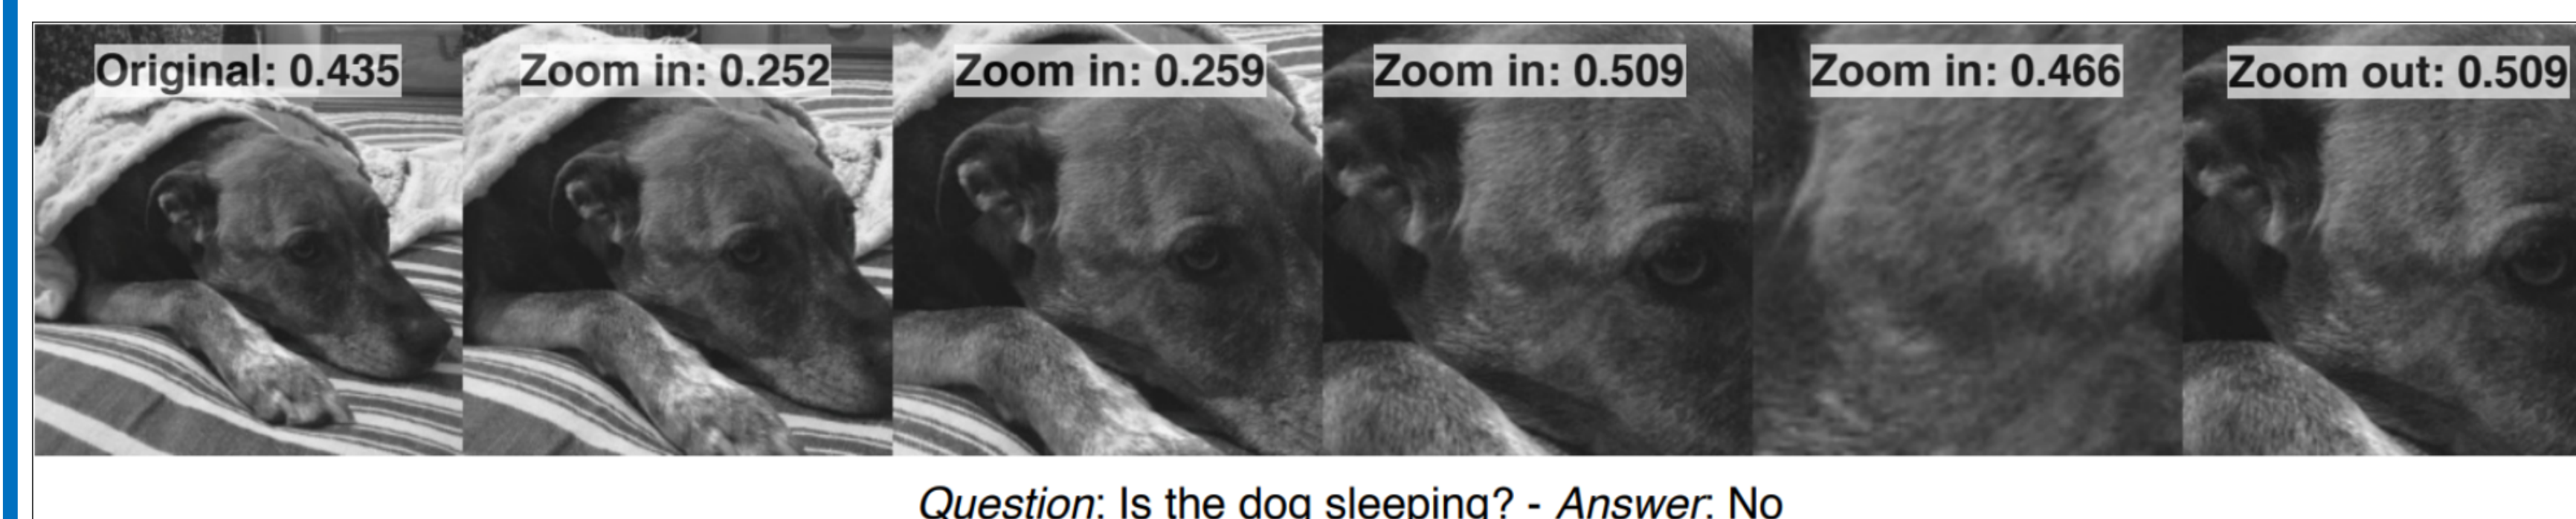 Original: 0.435 Zoom in: 0.252 Zoom in: 0.259 Zoom in: 0.509 Zoom in: 0.466 Zoom out: 0.509
Question: Is the dog sleeping? - Answer: No